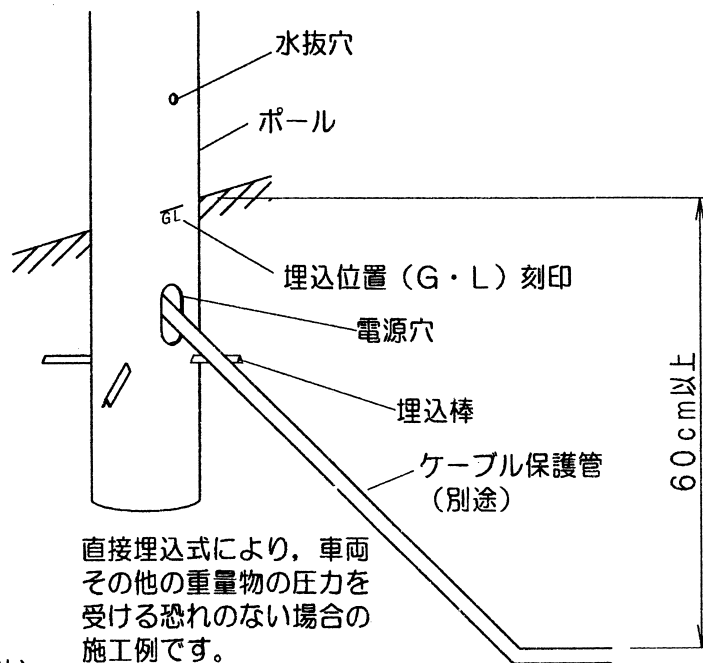 水抜穴
ポール
GL
埋込位置(G・L)刻印
電源穴
埋込棒
60cm以上
ケーブル保護管
(別途)
直接埋込式により，車両
その他の重量物の圧力を
受ける恐れのない場合の
施工例です。